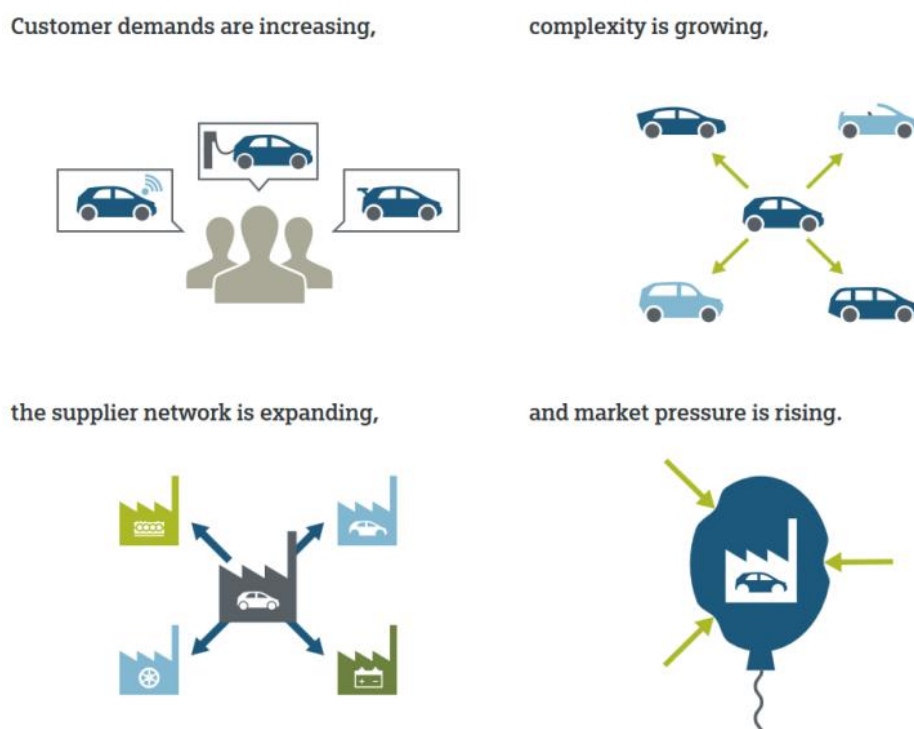 Customer demands are increasing,
complexity is growing,
the supplier network is expanding,
and market pressure is rising.